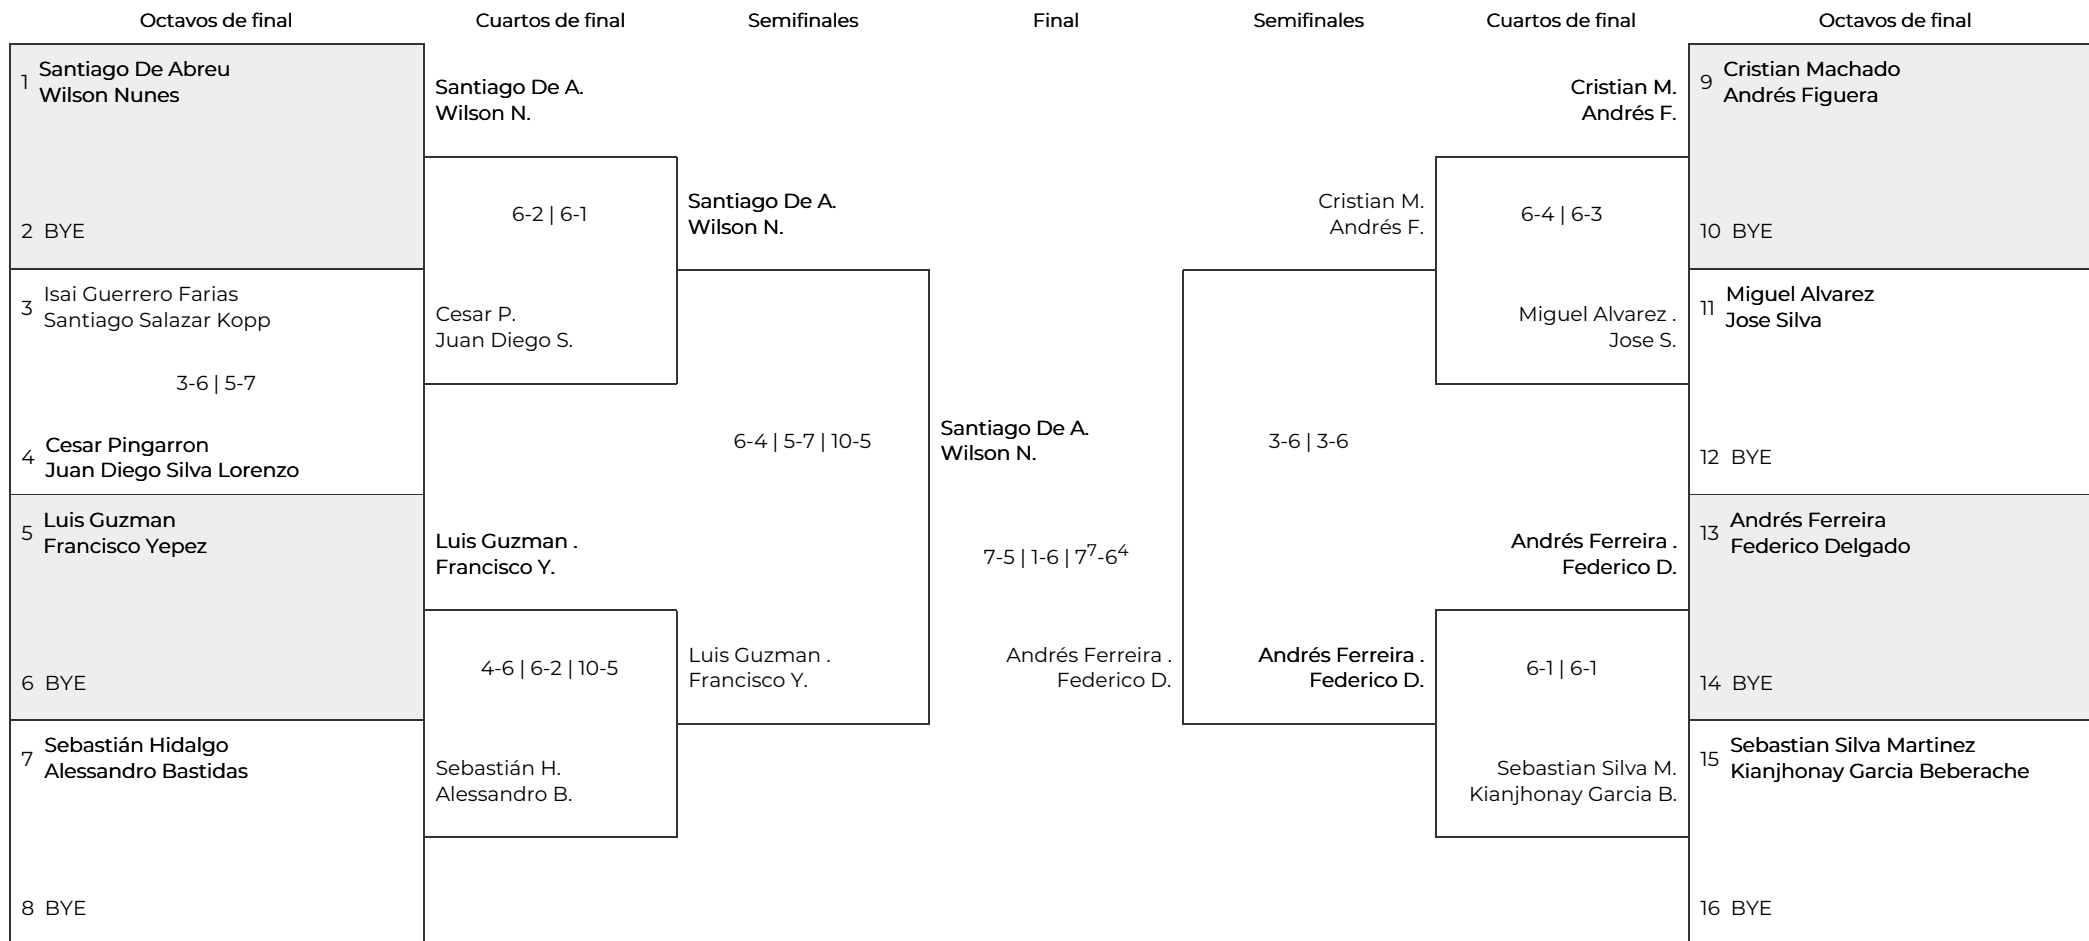 Octavos de final
Cuartos de final
Semifinales
Final
Semifinales
Cuartos de final
Octavos de final
1
Santiago De Abreu
Wilson Nunes
2 BYE
3
Isai Guerrero Farias
Santiago Salazar Kopp
3-6 | 5-7
4
Cesar Pingarron
Juan Diego Silva Lorenzo
5
Luis Guzman
Francisco Yepez
6 BYE
7
Sebastián Hidalgo
Alessandro Bastidas
8 BYE
Santiago De A.
Wilson N.
6-2 | 6-1
Cesar P.
Juan Diego S.
Luis Guzman .
Francisco Y.
4-6 | 6-2 | 10-5
Sebastián H.
Alessandro B.
Santiago De A.
Wilson N.
6-4 | 5-7 | 10-5
Luis Guzman .
Francisco Y.
Santiago De A.
Wilson N.
7-5 | 1-6 | 7⁷-6⁴
Andrés Ferreira .
Federico D.
Cristian M.
Andrés F.
3-6 | 3-6
Andrés Ferreira .
Federico D.
Cristian M.
Andrés F.
6-4 | 6-3
Miguel Alvarez .
Jose S.
Andrés Ferreira .
Federico D.
6-1 | 6-1
Sebastian Silva M.
Kianjhonay Garcia B.
9
Cristian Machado
Andrés Figuera
10 BYE
11
Miguel Alvarez
Jose Silva
12 BYE
13
Andrés Ferreira
Federico Delgado
14 BYE
15
Sebastian Silva Martinez
Kianjhonay Garcia Beberache
16 BYE